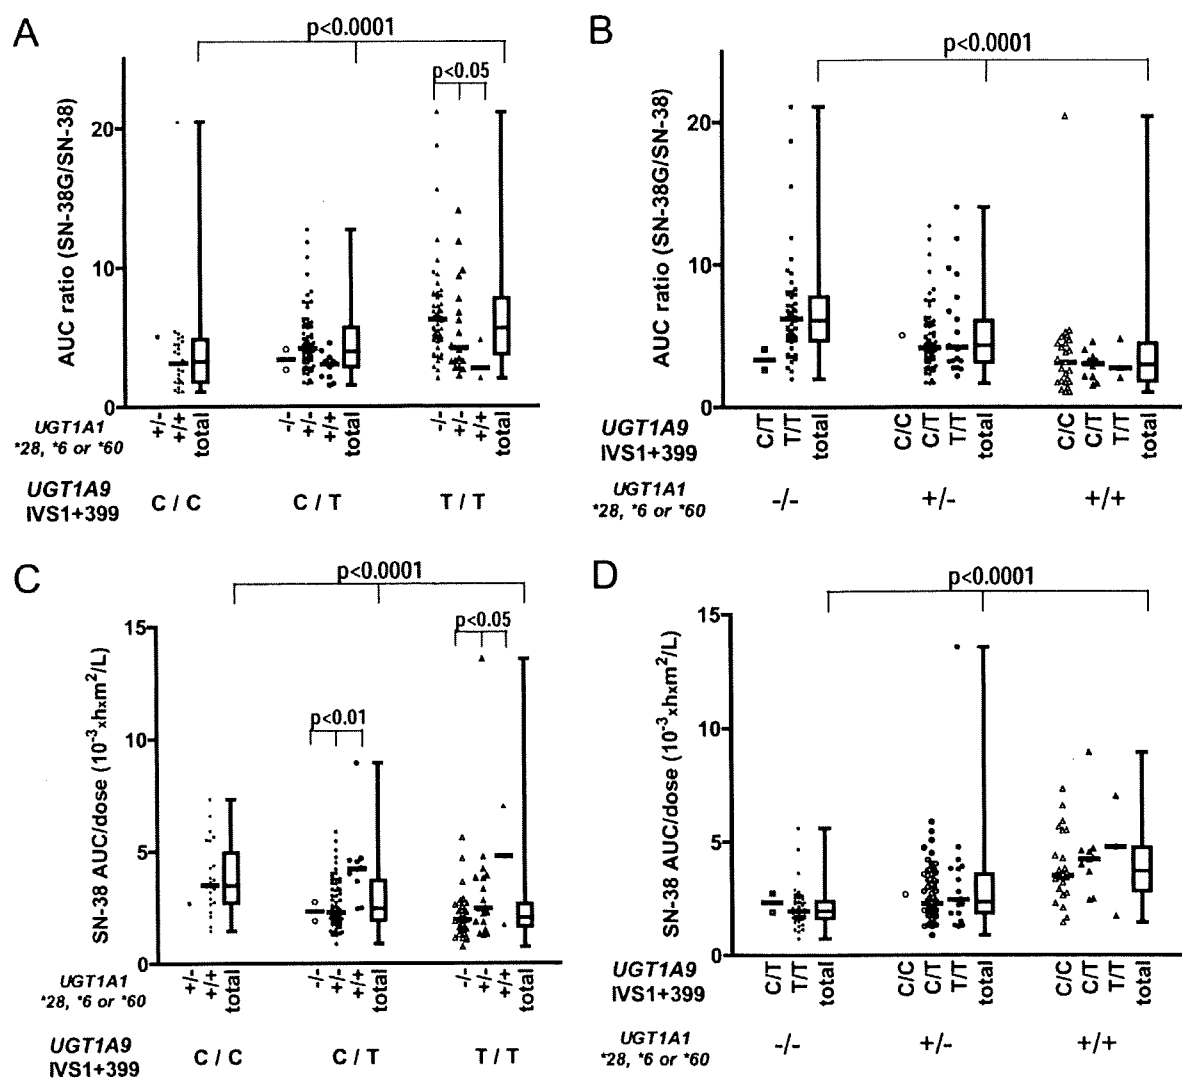 A
p<0.0001
p<0.05
AUC ratio (SN-38G/SN-38)
20
10
0
UGT1A1
*28, *6 or *60
+/- +/+ total -/- +/- +/+ total -/- +/- +/+ total
UGT1A9
IVS1+399
C / C C / T T / T
B
p<0.0001
AUC ratio (SN-38G/SN-38)
20
10
0
UGT1A9
IVS1+399
C/T T/T total C/C C/T T/T total C/C C/T T/T total
UGT1A1
*28, *6 or *60
-/- +/- +/+
C
p<0.0001
p<0.05
p<0.01
SN-38 AUC/dose (10-3xhxm2/L)
15
10
5
0
UGT1A1
*28, *6 or *60
+/- +/+ total -/- +/- +/+ total -/- +/- +/+ total
UGT1A9
IVS1+399
C / C C / T T / T
D
p<0.0001
SN-38 AUC/dose (10-3xhxm2/L)
15
10
5
0
UGT1A9
IVS1+399
C/T T/T total C/C C/T T/T total C/C C/T T/T total
UGT1A1
*28, *6 or *60
-/- +/- +/+